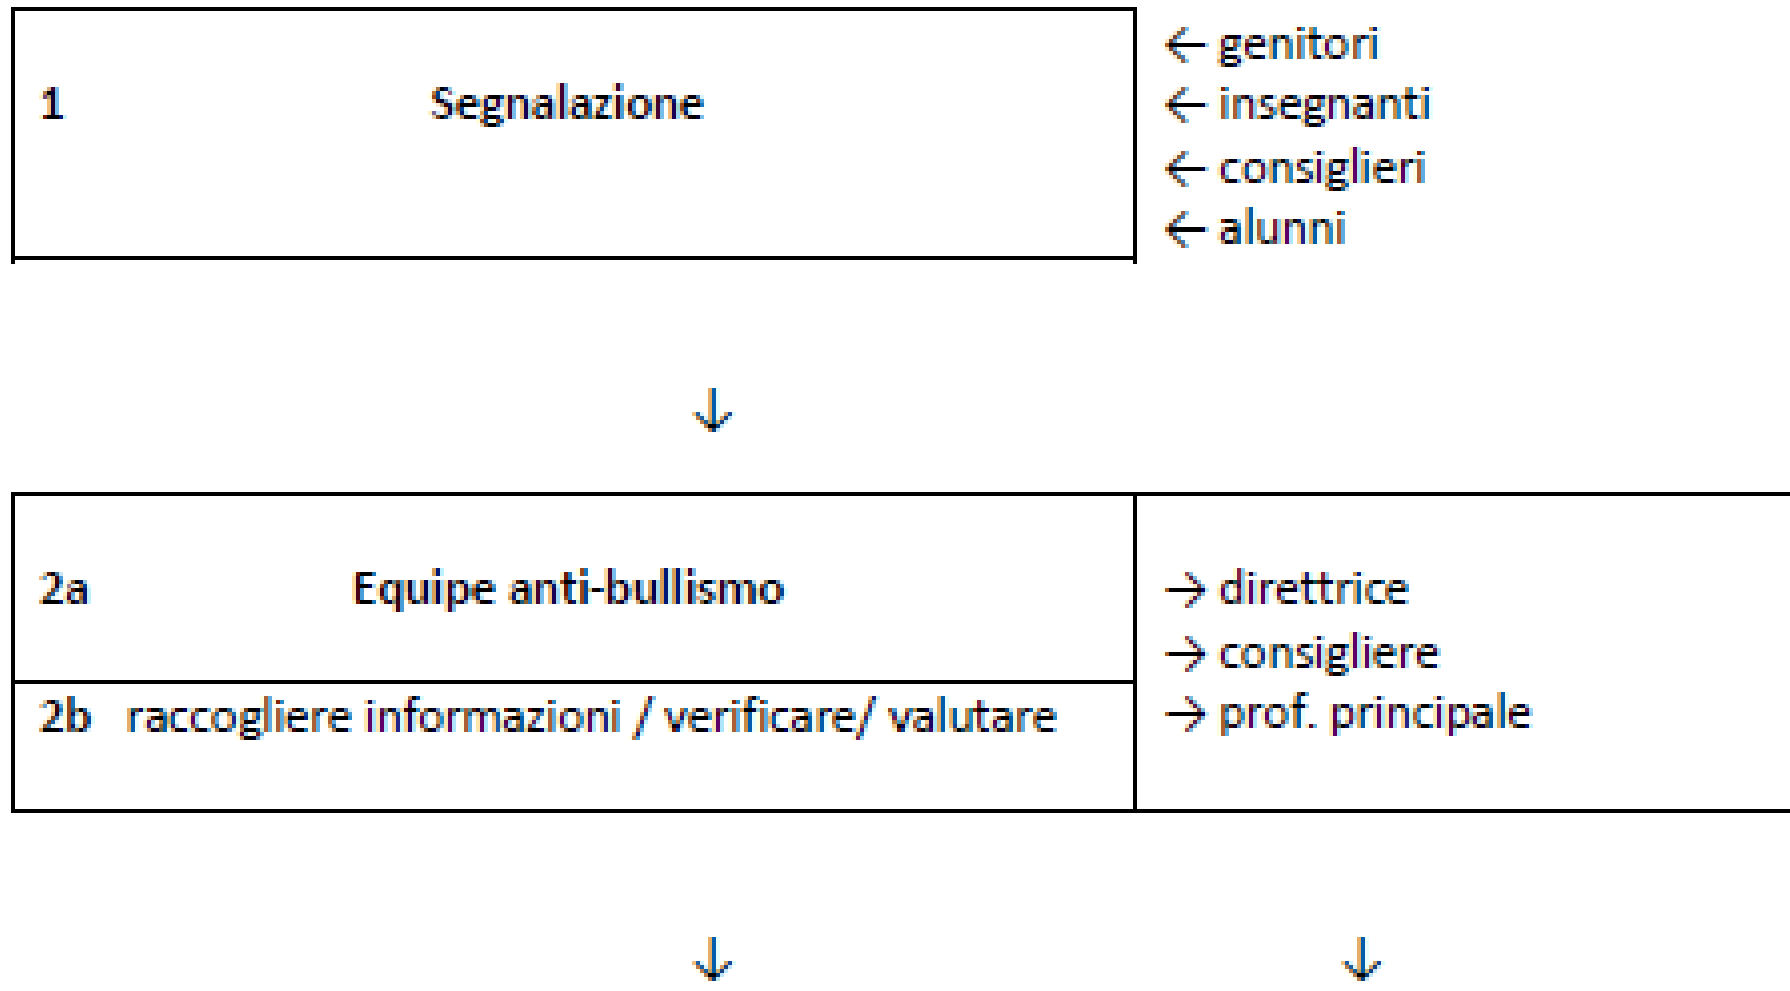 ← genitori
1 Segnalazione ← insegnanti
← consiglieri
← alunni
↓
2a Equipe anti-bullismo → direttrice
→ consigliere
2b raccogliere informazioni / verificare/ valutare → prof. principale
↓ ↓